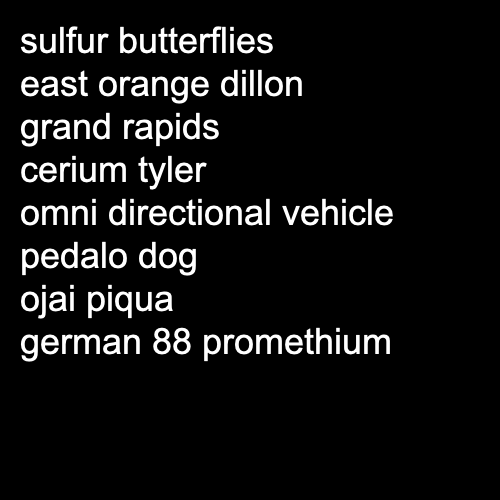 sulfur butterflies
east orange dillon
grand rapids
cerium tyler
omni directional vehicle
pedalo dog
ojai piqua
german 88 promethium